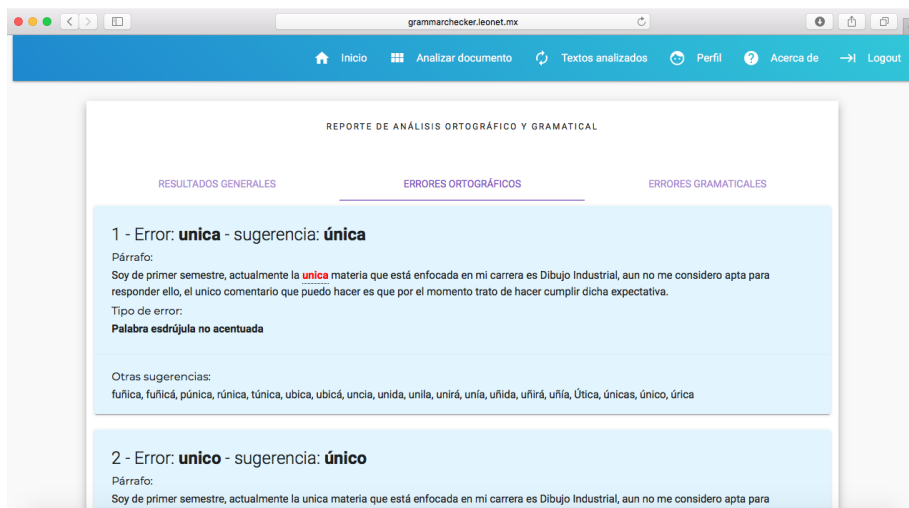 grammarchecker.leonet.mx
Inicio Analizar documento Textos analizados Perfil Acerca de Logout
REPORTE DE ANÁLISIS ORTOGRÁFICO Y GRAMATICAL
RESULTADOS GENERALES ERRORES ORTOGRÁFICOS ERRORES GRAMATICALES
1 - Error: unica - sugerencia: única
Párrafo:
Soy de primer semestre, actualmente la unica materia que está enfocada en mi carrera es Dibujo Industrial, aun no me considero apta para
responder ello, el unico comentario que puedo hacer es que por el momento trato de hacer cumplir dicha expectativa.
Tipo de error:
Palabra esdrújula no acentuada
Otras sugerencias:
fuñica, fuñicá, púnica, rúnica, túnica, ubica, ubicá, uncia, unida, unila, unirá, unía, uñida, uñirá, uñía, Útica, únicas, único, úrica
2 - Error: unico - sugerencia: único
Párrafo:
Soy de primer semestre, actualmente la unica materia que está enfocada en mi carrera es Dibujo Industrial, aun no me considero apta para